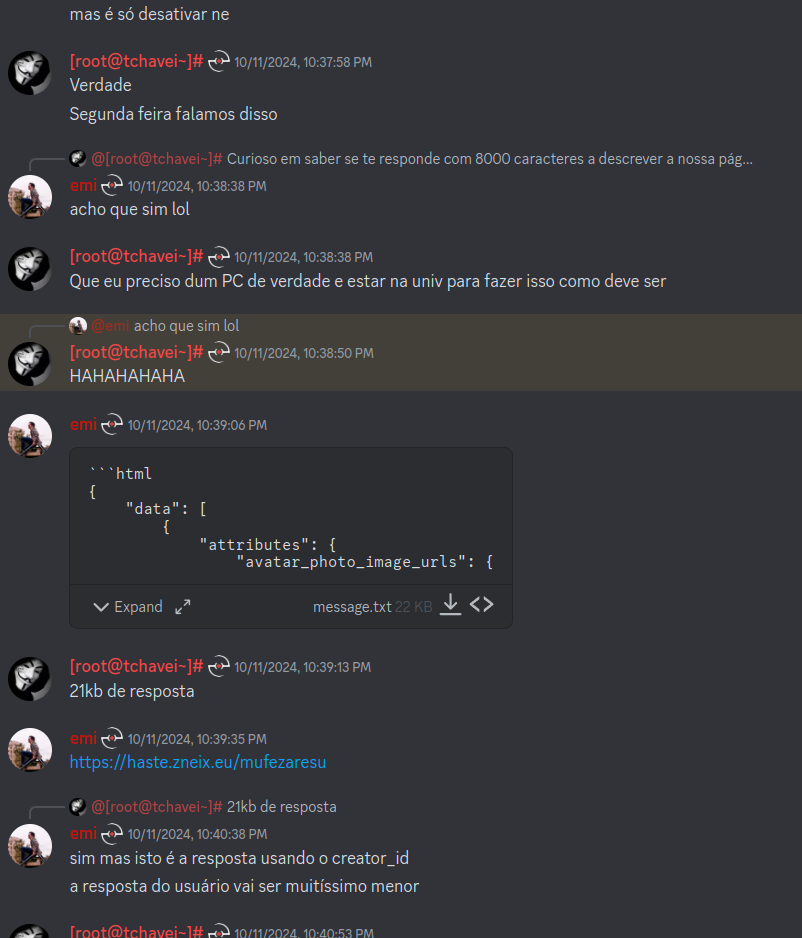 mas é só desativar ne
[root@tchavei~]# 10/11/2024, 10:37:58 PM
Verdade
Segunda feira falamos disso
@[root@tchavei~]# Curioso em saber se te responde com 8000 caracteres a descrever a nossa pág...
emi 10/11/2024, 10:38:38 PM
acho que sim lol
[root@tchavei~]# 10/11/2024, 10:38:38 PM
Que eu preciso dum PC de verdade e estar na univ para fazer isso como deve ser
@emi acho que sim lol
[root@tchavei~]# 10/11/2024, 10:38:50 PM
HAHAHAHAHA
emi 10/11/2024, 10:39:06 PM
```html
{
    "data": [
        {
            "attributes": {
                "avatar_photo_image_urls": {
Expand message.txt 22 KB
[root@tchavei~]# 10/11/2024, 10:39:13 PM
21kb de resposta
emi 10/11/2024, 10:39:35 PM
https://haste.zneix.eu/mufezaresu
@[root@tchavei~]# 21kb de resposta
emi 10/11/2024, 10:40:38 PM
sim mas isto é a resposta usando o creator_id
a resposta do usuário vai ser muitíssimo menor
[root@tchavei~]# 10/11/2024, 10:40:53 PM